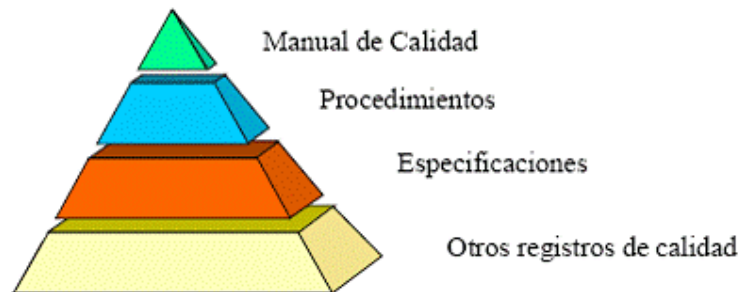 Manual de Calidad
Procedimientos
Especificaciones
Otros registros de calidad